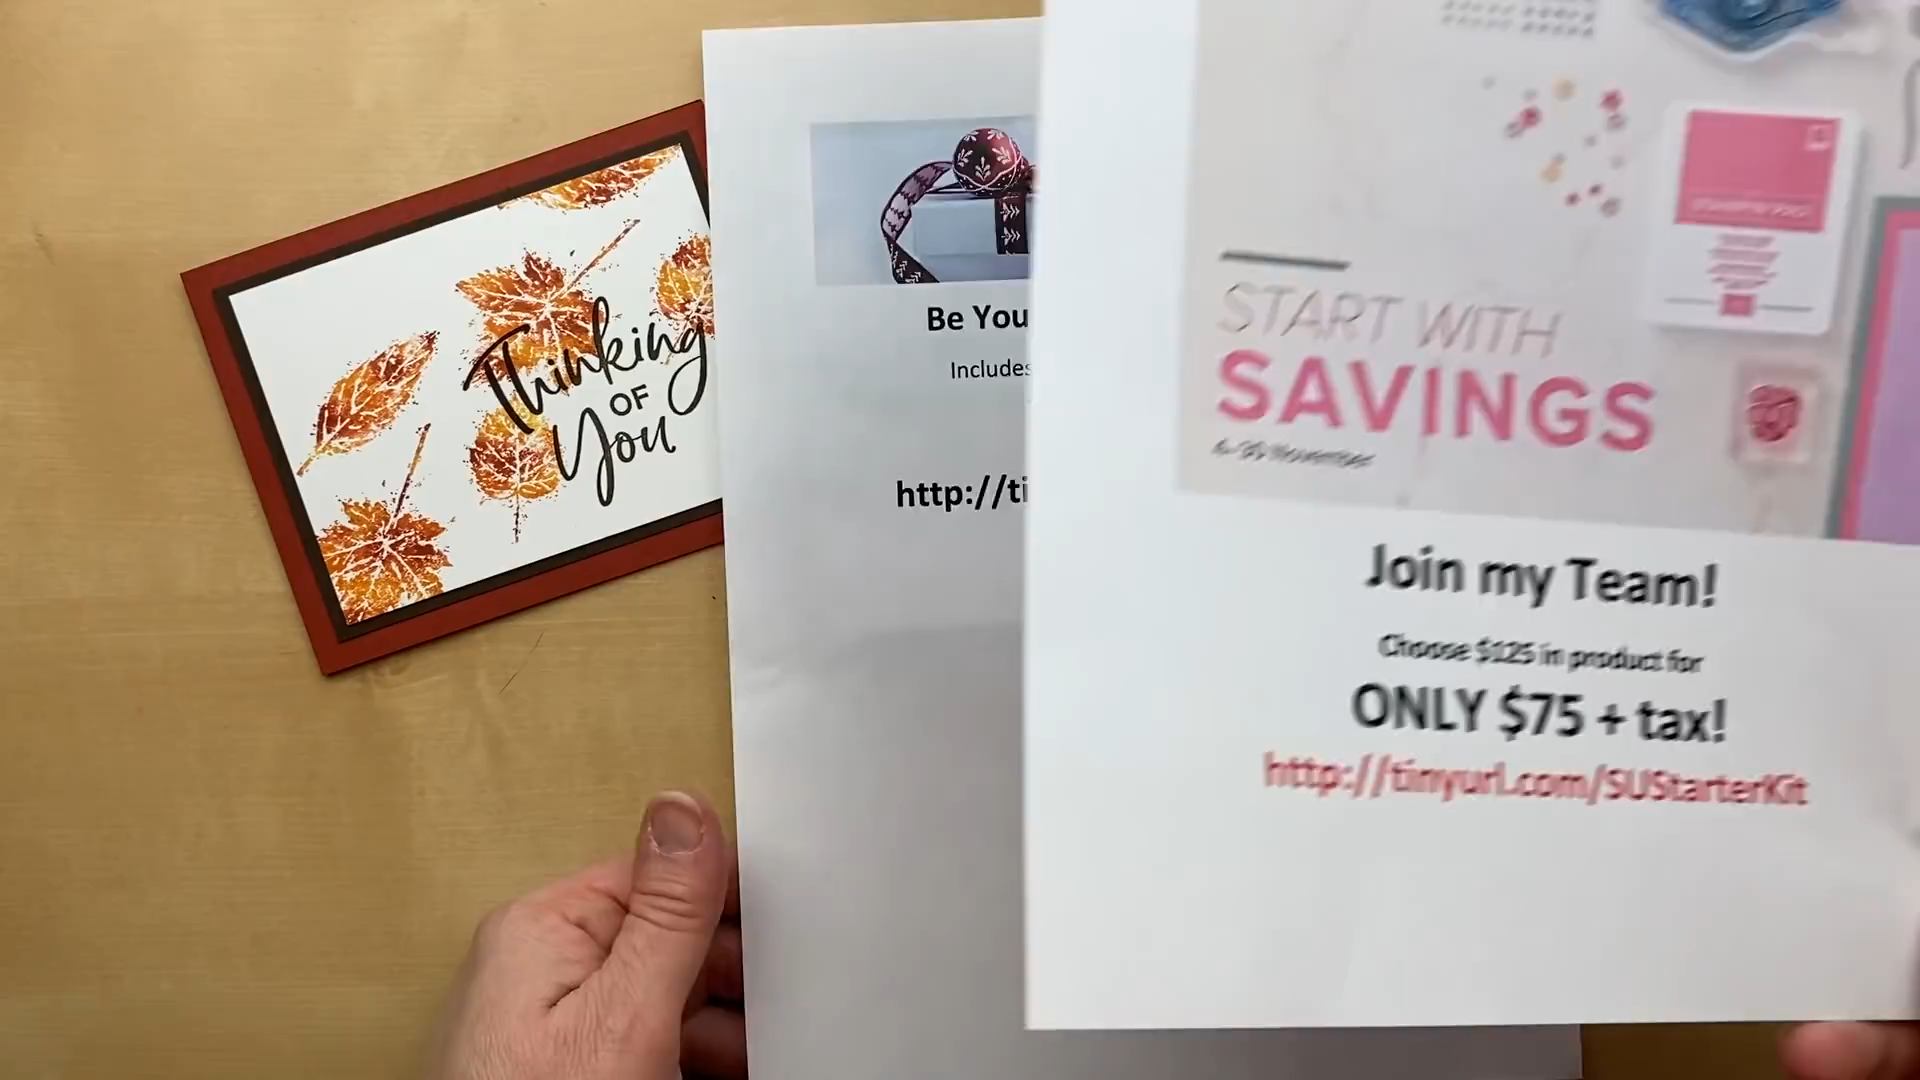 Thinking
OF
You
Be You
Includes
http://ti
START WITH
SAVINGS
November
Join my Team!
Choose $125 in product for
ONLY $75 + tax!
http://tinyurl.com/SUStarterKit